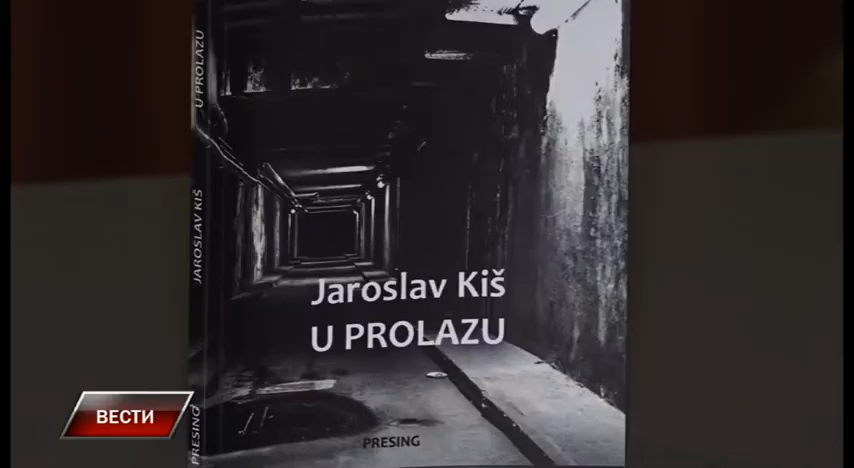 U PROLAZU
JAROSLAV KIŠ
PRESING
Jaroslav Kiš
U PROLAZU
PRESING
ВЕСТИ